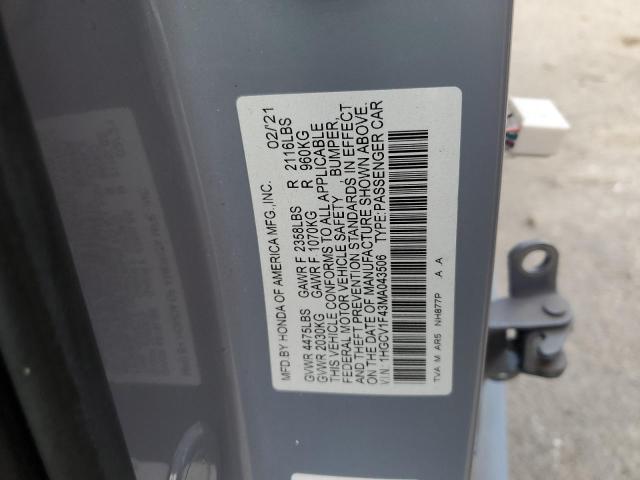 MFD BY HONDA OF AMERICA MFG., INC. 02/21
GVWR 4475LBS GAWR F 2358LBS R 2116LBS
GVWR 2030KG GAWR F 1070KG R 960KG
THIS VEHICLE CONFORMS TO ALL APPLICABLE
FEDERAL MOTOR VEHICLE SAFETY BUMPER,
AND THEFT PREVENTION STANDARDS IN EFFECT
ON THE DATE OF MANUFACTURE SHOWN ABOVE.
V.I.N. 1HGCV1F43MA043506 TYPE:PASSENGER CAR
TVA M AR5 NH877P A A